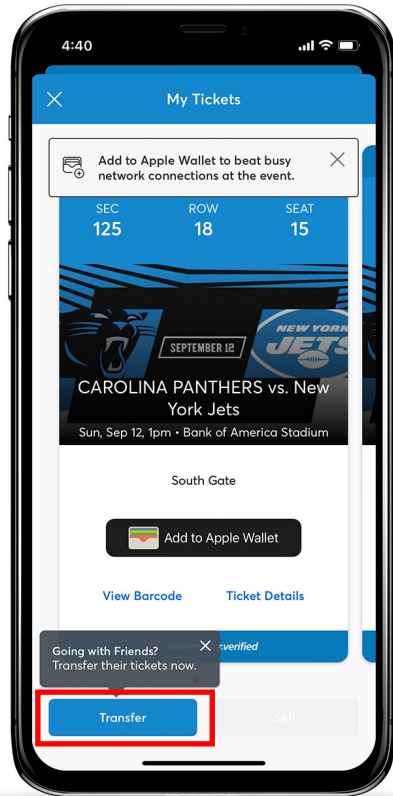 4:40
My Tickets
Add to Apple Wallet to beat busy
network connections at the event.
SEC ROW SEAT
125 18 15
SEPTEMBER 12
NEW YORK
JETS
CAROLINA PANTHERS vs. New
York Jets
Sun, Sep 12, 1pm • Bank of America Stadium
South Gate
Add to Apple Wallet
View Barcode Ticket Details
Going with Friends?
Transfer their tickets now.
verified
Transfer Sell